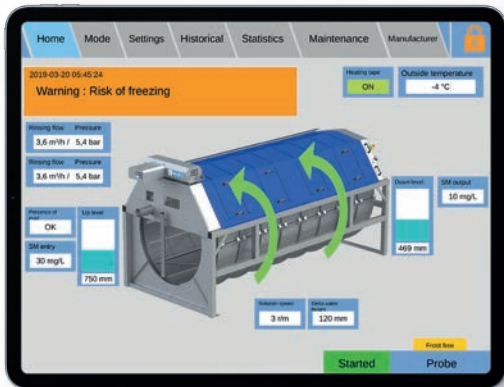 Home Mode Settings Historical Statistics Maintenance Manufacturer
2019-03-20 05:45:24
Warning : Risk of freezing
Heating tape
ON
Outside temperature
-4 °C
Rinsing flow Pressure
3,6 m³/h / 5,4 bar
Rinsing flow Pressure
3,6 m³/h / 5,4 bar
Presence of
OK
Up level
750 mm
SM entry
30 mg/L
Down level
469 mm
SM output
10 mg/L
Rotation speed
3 r/m
Delta water
120 mm
Frost free
Started
Probe